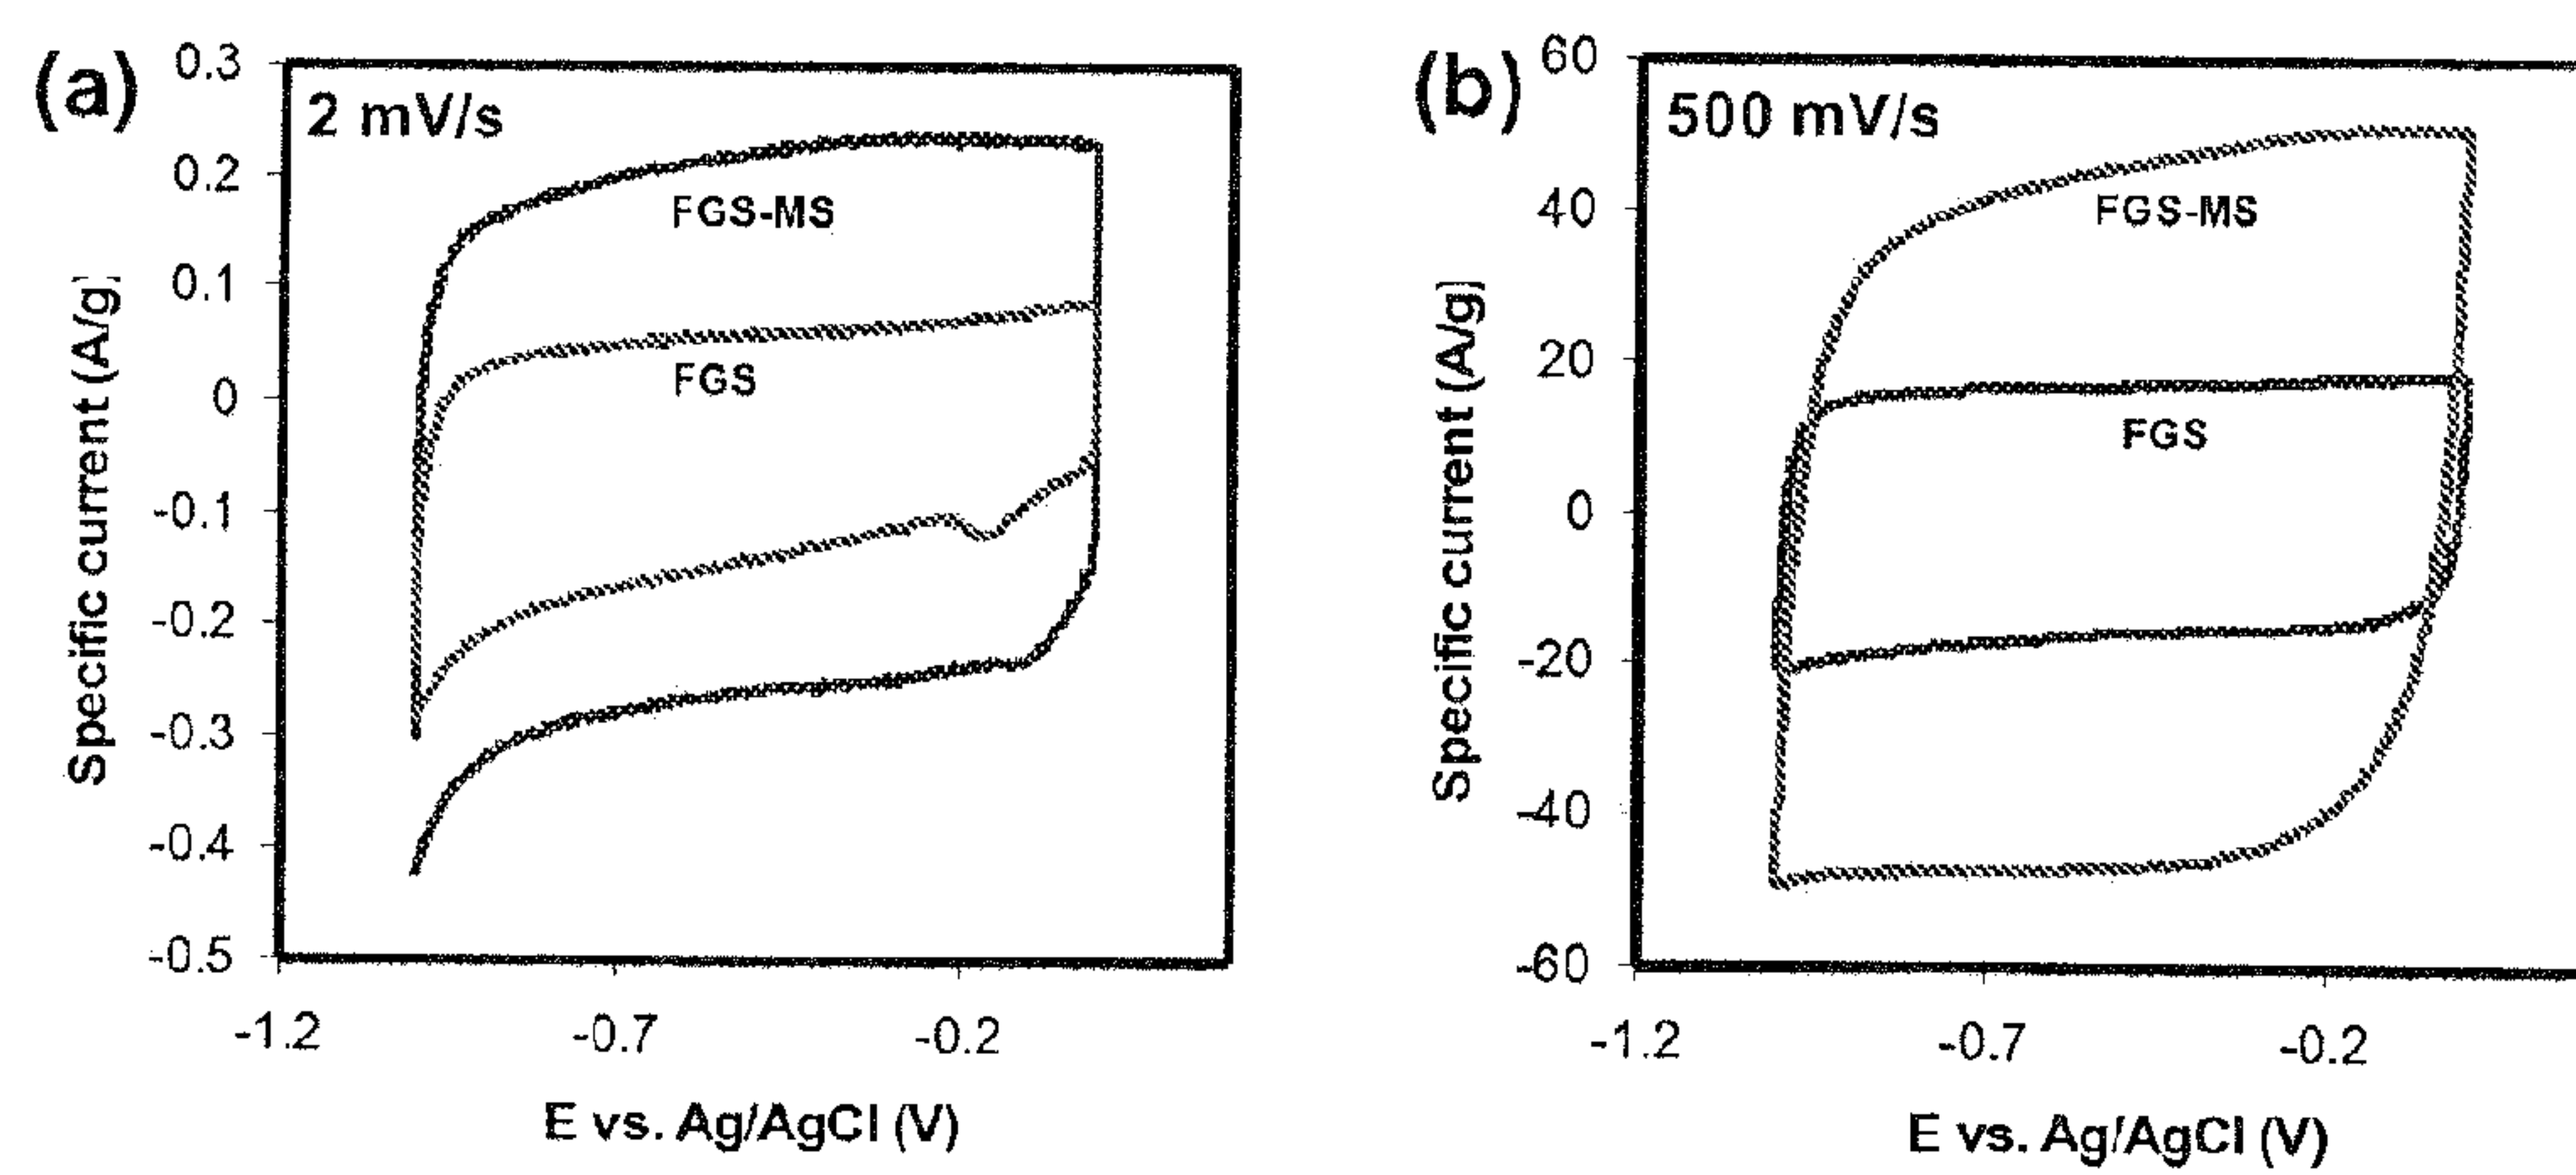 (a)
2 mV/s
FGS-MS
FGS
Specific current (A/g)
0.3
0.2
0.1
0
-0.1
-0.2
-0.3
-0.4
-0.5
-1.2 -0.7 -0.2
E vs. Ag/AgCl (V)
(b)
500 mV/s
FGS-MS
FGS
Specific current (A/g)
60
40
20
0
-20
-40
-60
-1.2 -0.7 -0.2
E vs. Ag/AgCl (V)